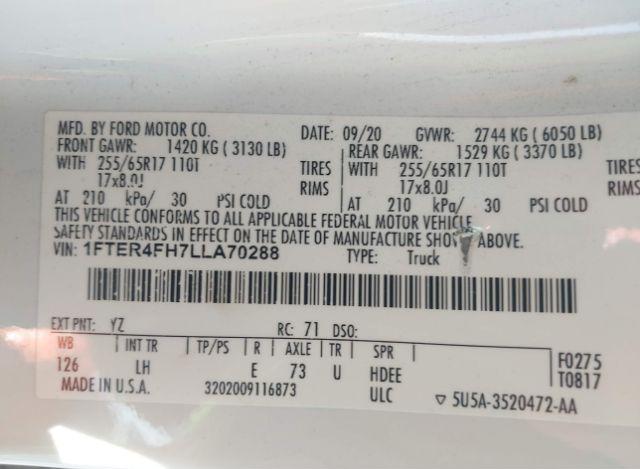 MFD. BY FORD MOTOR CO. DATE: 09/20 GVWR: 2744 KG ( 6050 LB)
FRONT GAWR: 1420 KG ( 3130 LB) REAR GAWR: 1529 KG ( 3370 LB)
WITH 255/65R17 110T TIRES WITH 255/65R17 110T TIRES
17x8.0J RIMS 17x8.0J RIMS
AT 210 kPa/ 30 PSI COLD AT 210 kPa/ 30 PSI COLD
THIS VEHICLE CONFORMS TO ALL APPLICABLE FEDERAL MOTOR VEHICLE
SAFETY STANDARDS IN EFFECT ON THE DATE OF MANUFACTURE SHOWN ABOVE.
VIN: 1FTER4FH7LLA70288 TYPE: Truck
EXT PNT: YZ RC: 71 DSO:
WB INT TR TP/PS R AXLE TR SPR F0275
126 LH E 73 U HDEE T0817
MADE IN U.S.A. 3202009116873 ULC ▽ 5U5A-3520472-AA